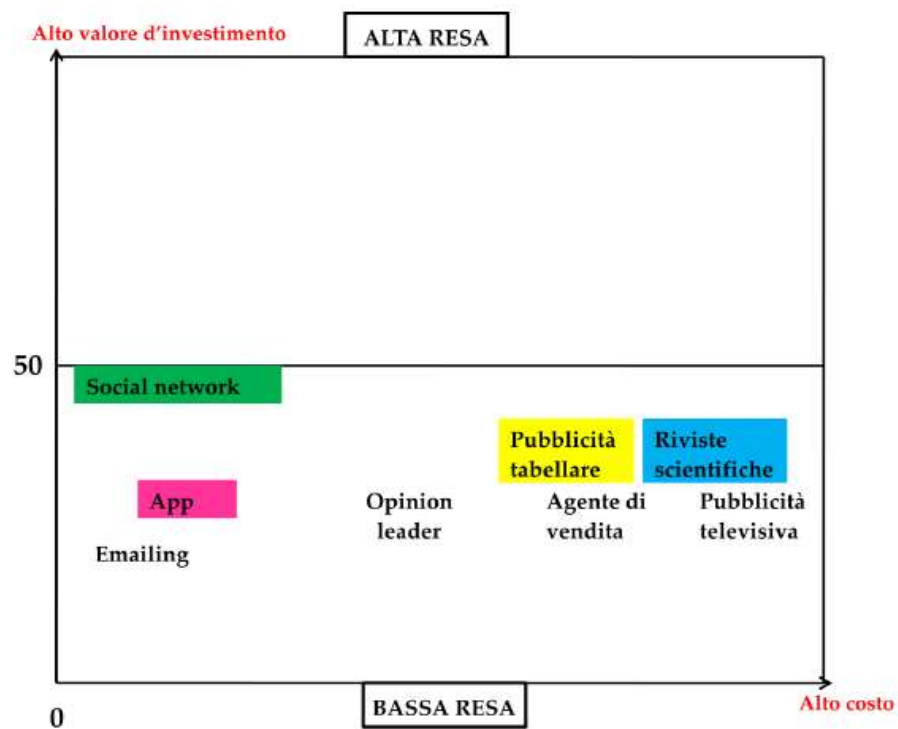 Alto valore d’investimento
ALTA RESA
50
Social network
Pubblicità
tabellare
Riviste
scientifiche
App
Opinion
leader
Agente di
vendita
Pubblicità
televisiva
Emailing
0
BASSA RESA
Alto costo